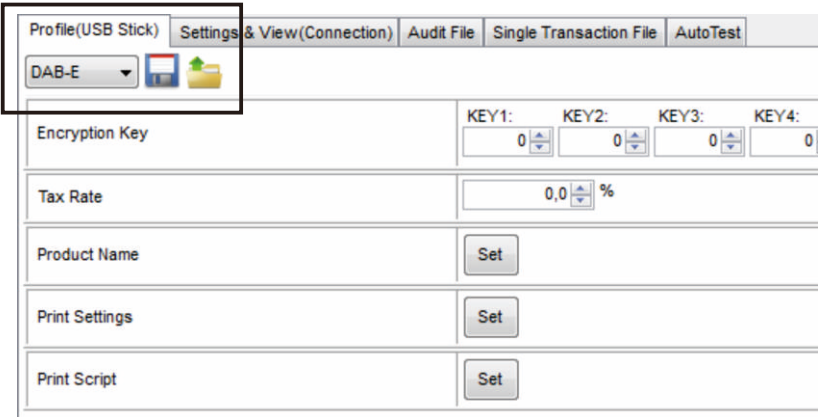 Profile(USB Stick) Settings & View(Connection) Audit File Single Transaction File AutoTest
DAB-E
Encryption Key
KEY1: KEY2: KEY3: KEY4:
0 0 0 0
Tax Rate
0,0 %
Product Name
Set
Print Settings
Set
Print Script
Set